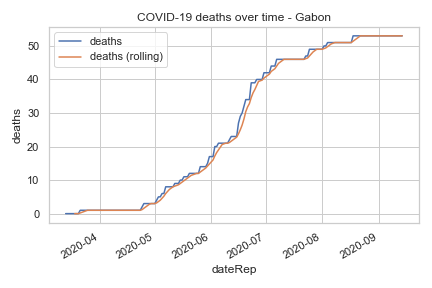 COVID-19 deaths over time - Gabon
deaths
deaths (rolling)
50
40
30
20
10
0
deaths
2020-04
2020-05
2020-06
2020-07
2020-08
2020-09
dateRep